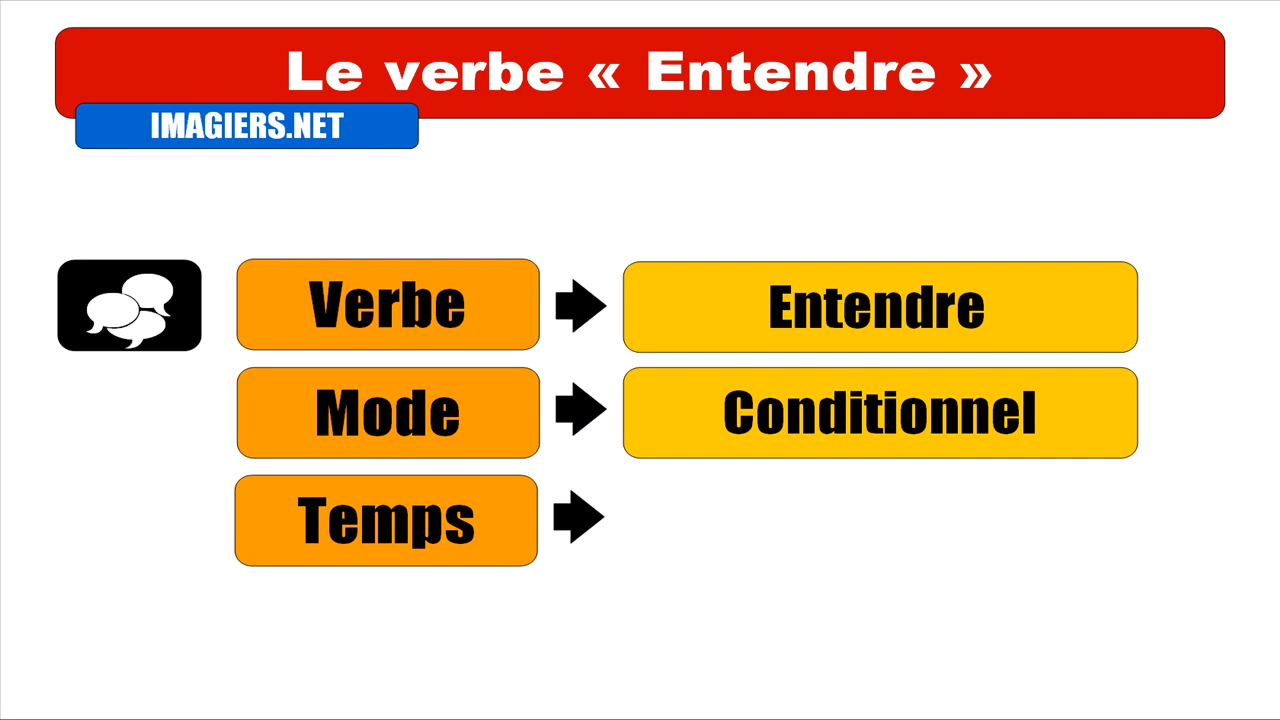 Le verbe « Entendre »
IMAGIERS.NET
Verbe Entendre
Mode Conditionnel
Temps